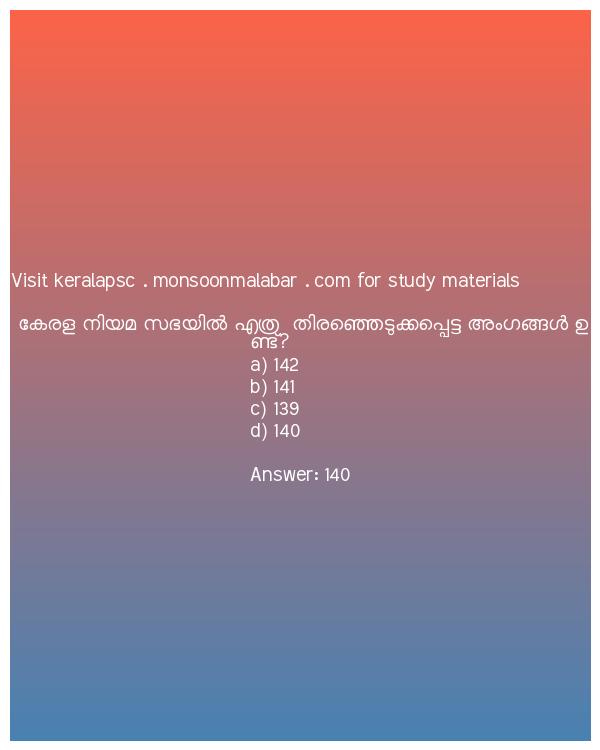 Visit keralapsc . monsoonmalabar . com for study materials
കേരള നിയമ സഭയിൽ എത്ര തിരഞ്ഞെടുക്കപ്പെട്ട അംഗങ്ങൾ ഉ
ണ്ട?
a) 142
b) 141
c) 139
d) 140
Answer: 140